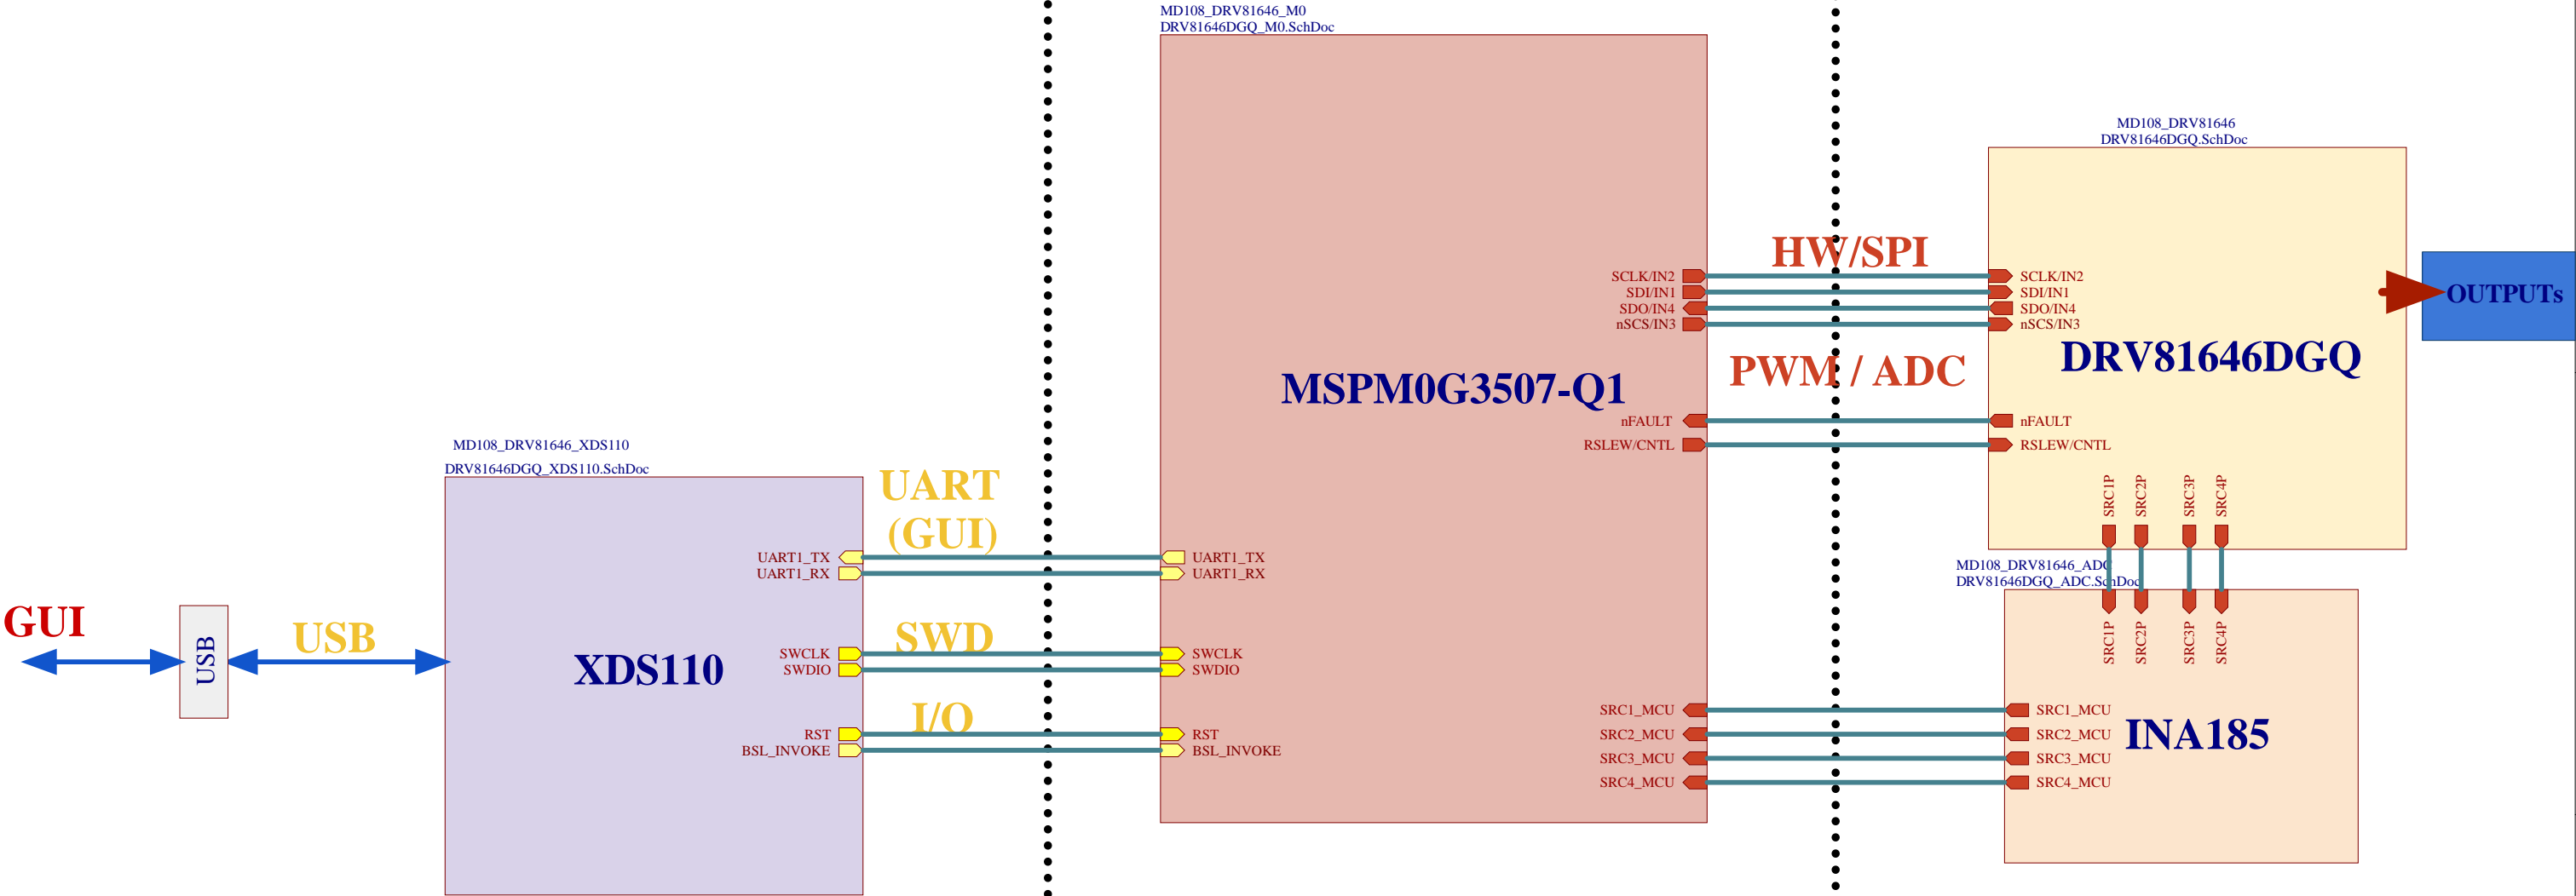 MD108_DRV81646_M0
DRV81646DGQ_M0.SchDoc
MD108_DRV81646
DRV81646DGQ.SchDoc
HW/SPI
SCLK/IN2
SDI/IN1
SDO/IN4
nSCS/IN3
SCLK/IN2
SDI/IN1
SDO/IN4
nSCS/IN3
OUTPUTs
MSPM0G3507-Q1
PWM / ADC
DRV81646DGQ
nFAULT
RSLEW/CNTL
nFAULT
RSLEW/CNTL
SRC1P
SRC2P
SRC3P
SRC4P
MD108_DRV81646_XDS110
DRV81646DGQ_XDS110.SchDoc
UART
(GUI)
UART1_TX
UART1_RX
UART1_TX
UART1_RX
MD108_DRV81646_ADC
DRV81646DGQ_ADC.SchDoc
SRC1P
SRC2P
SRC3P
SRC4P
GUI
USB
USB
XDS110
SWD
SWCLK
SWDIO
SWCLK
SWDIO
I/O
RST
BSL_INVOKE
RST
BSL_INVOKE
SRC1_MCU
SRC2_MCU
SRC3_MCU
SRC4_MCU
SRC1_MCU
SRC2_MCU
SRC3_MCU
SRC4_MCU
INA185